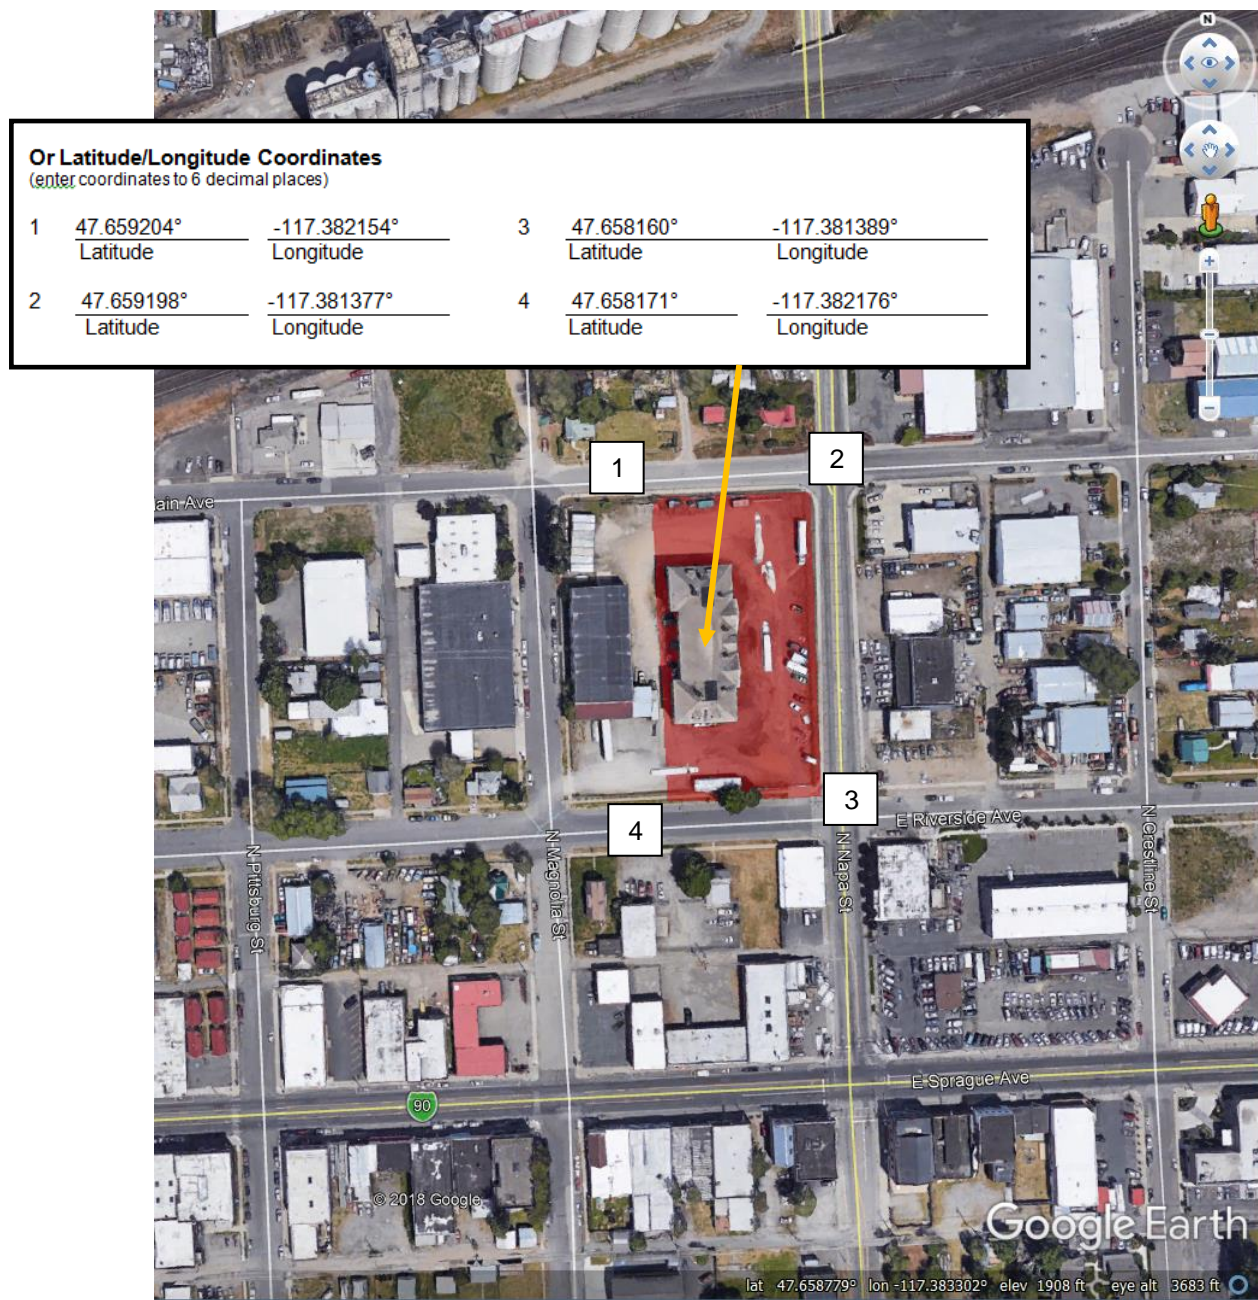 N
Or Latitude/Longitude Coordinates
(enter coordinates to 6 decimal places)
1 47.659204° -117.382154° 3 47.658160° -117.381389°
Latitude Longitude Latitude Longitude
2 47.659198° -117.381377° 4 47.658171° -117.382176°
Latitude Longitude Latitude Longitude
1
2
ain Ave
3
4
E Riverside Ave
N Pittsburg St
N Magnolia St
N Napa St
N Crestline St
E Sprague Ave
90
© 2018 Google
Google Earth
lat 47.658779° lon -117.383302° elev 1908 ft eye alt 3683 ft